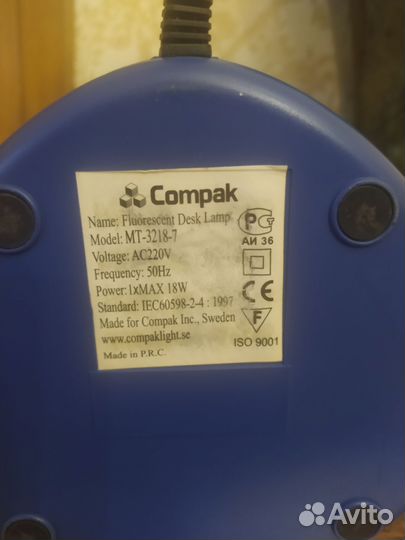 Compak
Name: Fluorescent Desk Lamp
Model: MT-3218-7
Voltage: AC220V
Frequency: 50Hz
Power: 1xMAX 18W
Standard: IEC60598-2-4 : 1997
Made for Compak Inc., Sweden
www.compaklight.se
Made in P.R.C.
РСТ
АИ 36
CE
F
ISO 9001
Avito